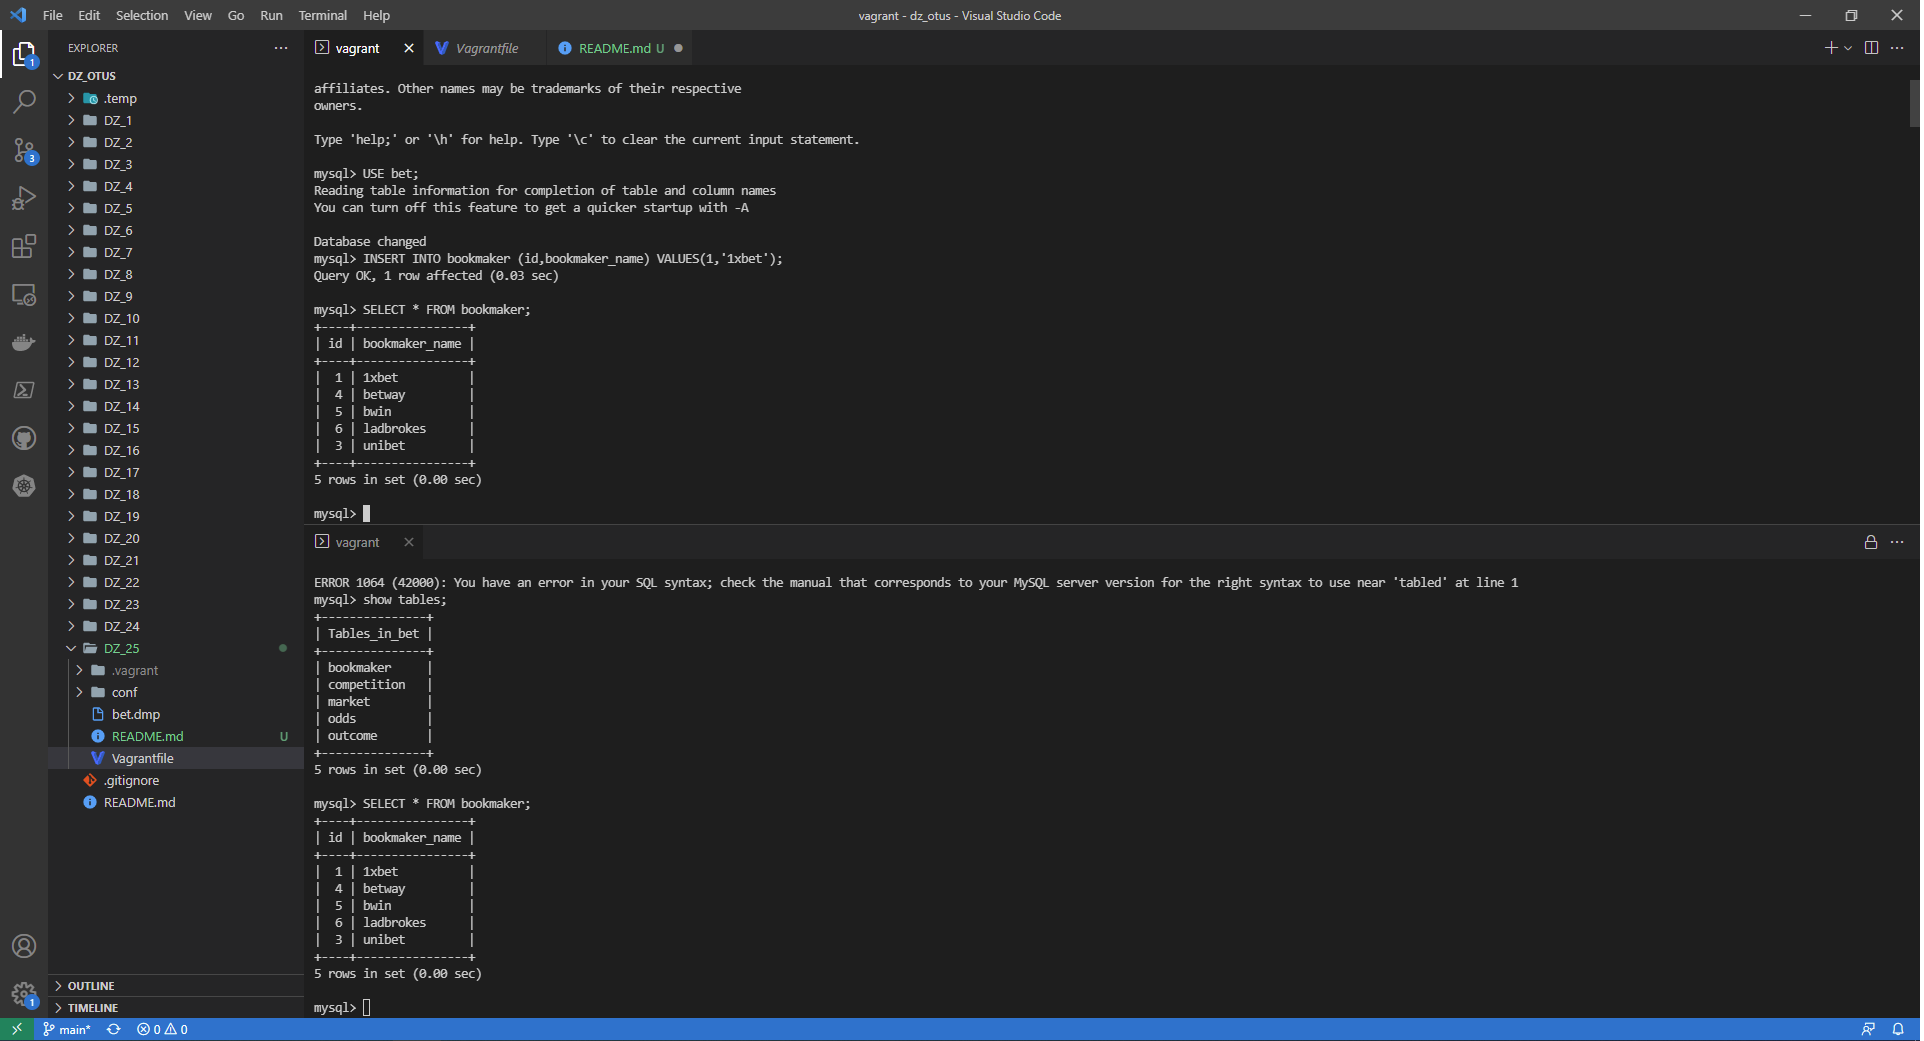 File Edit Selection View Go Run Terminal Help
vagrant - dz_otus - Visual Studio Code
EXPLORER
DZ_OTUS
.temp
DZ_1
DZ_2
DZ_3
DZ_4
DZ_5
DZ_6
DZ_7
DZ_8
DZ_9
DZ_10
DZ_11
DZ_12
DZ_13
DZ_14
DZ_15
DZ_16
DZ_17
DZ_18
DZ_19
DZ_20
DZ_21
DZ_22
DZ_23
DZ_24
DZ_25
.vagrant
conf
bet.dmp
README.md U
Vagrantfile
.gitignore
README.md
OUTLINE
TIMELINE
1
3
1
vagrant Vagrantfile README.md U
affiliates. Other names may be trademarks of their respective
owners.
Type 'help;' or '\h' for help. Type '\c' to clear the current input statement.
mysql> USE bet;
Reading table information for completion of table and column names
You can turn off this feature to get a quicker startup with -A
Database changed
mysql> INSERT INTO bookmaker (id,bookmaker_name) VALUES(1,'1xbet');
Query OK, 1 row affected (0.03 sec)
mysql> SELECT * FROM bookmaker;
+----+----------------+
| id | bookmaker_name |
+----+----------------+
|  1 | 1xbet          |
|  4 | betway         |
|  5 | bwin           |
|  6 | ladbrokes      |
|  3 | unibet         |
+----+----------------+
5 rows in set (0.00 sec)
mysql>
vagrant
ERROR 1064 (42000): You have an error in your SQL syntax; check the manual that corresponds to your MySQL server version for the right syntax to use near 'tabled' at line 1
mysql> show tables;
+---------------+
| Tables_in_bet |
+---------------+
| bookmaker     |
| competition   |
| market        |
| odds          |
| outcome       |
+---------------+
5 rows in set (0.00 sec)
mysql> SELECT * FROM bookmaker;
+----+----------------+
| id | bookmaker_name |
+----+----------------+
|  1 | 1xbet          |
|  4 | betway         |
|  5 | bwin           |
|  6 | ladbrokes      |
|  3 | unibet         |
+----+----------------+
5 rows in set (0.00 sec)
mysql>
main* 0 0